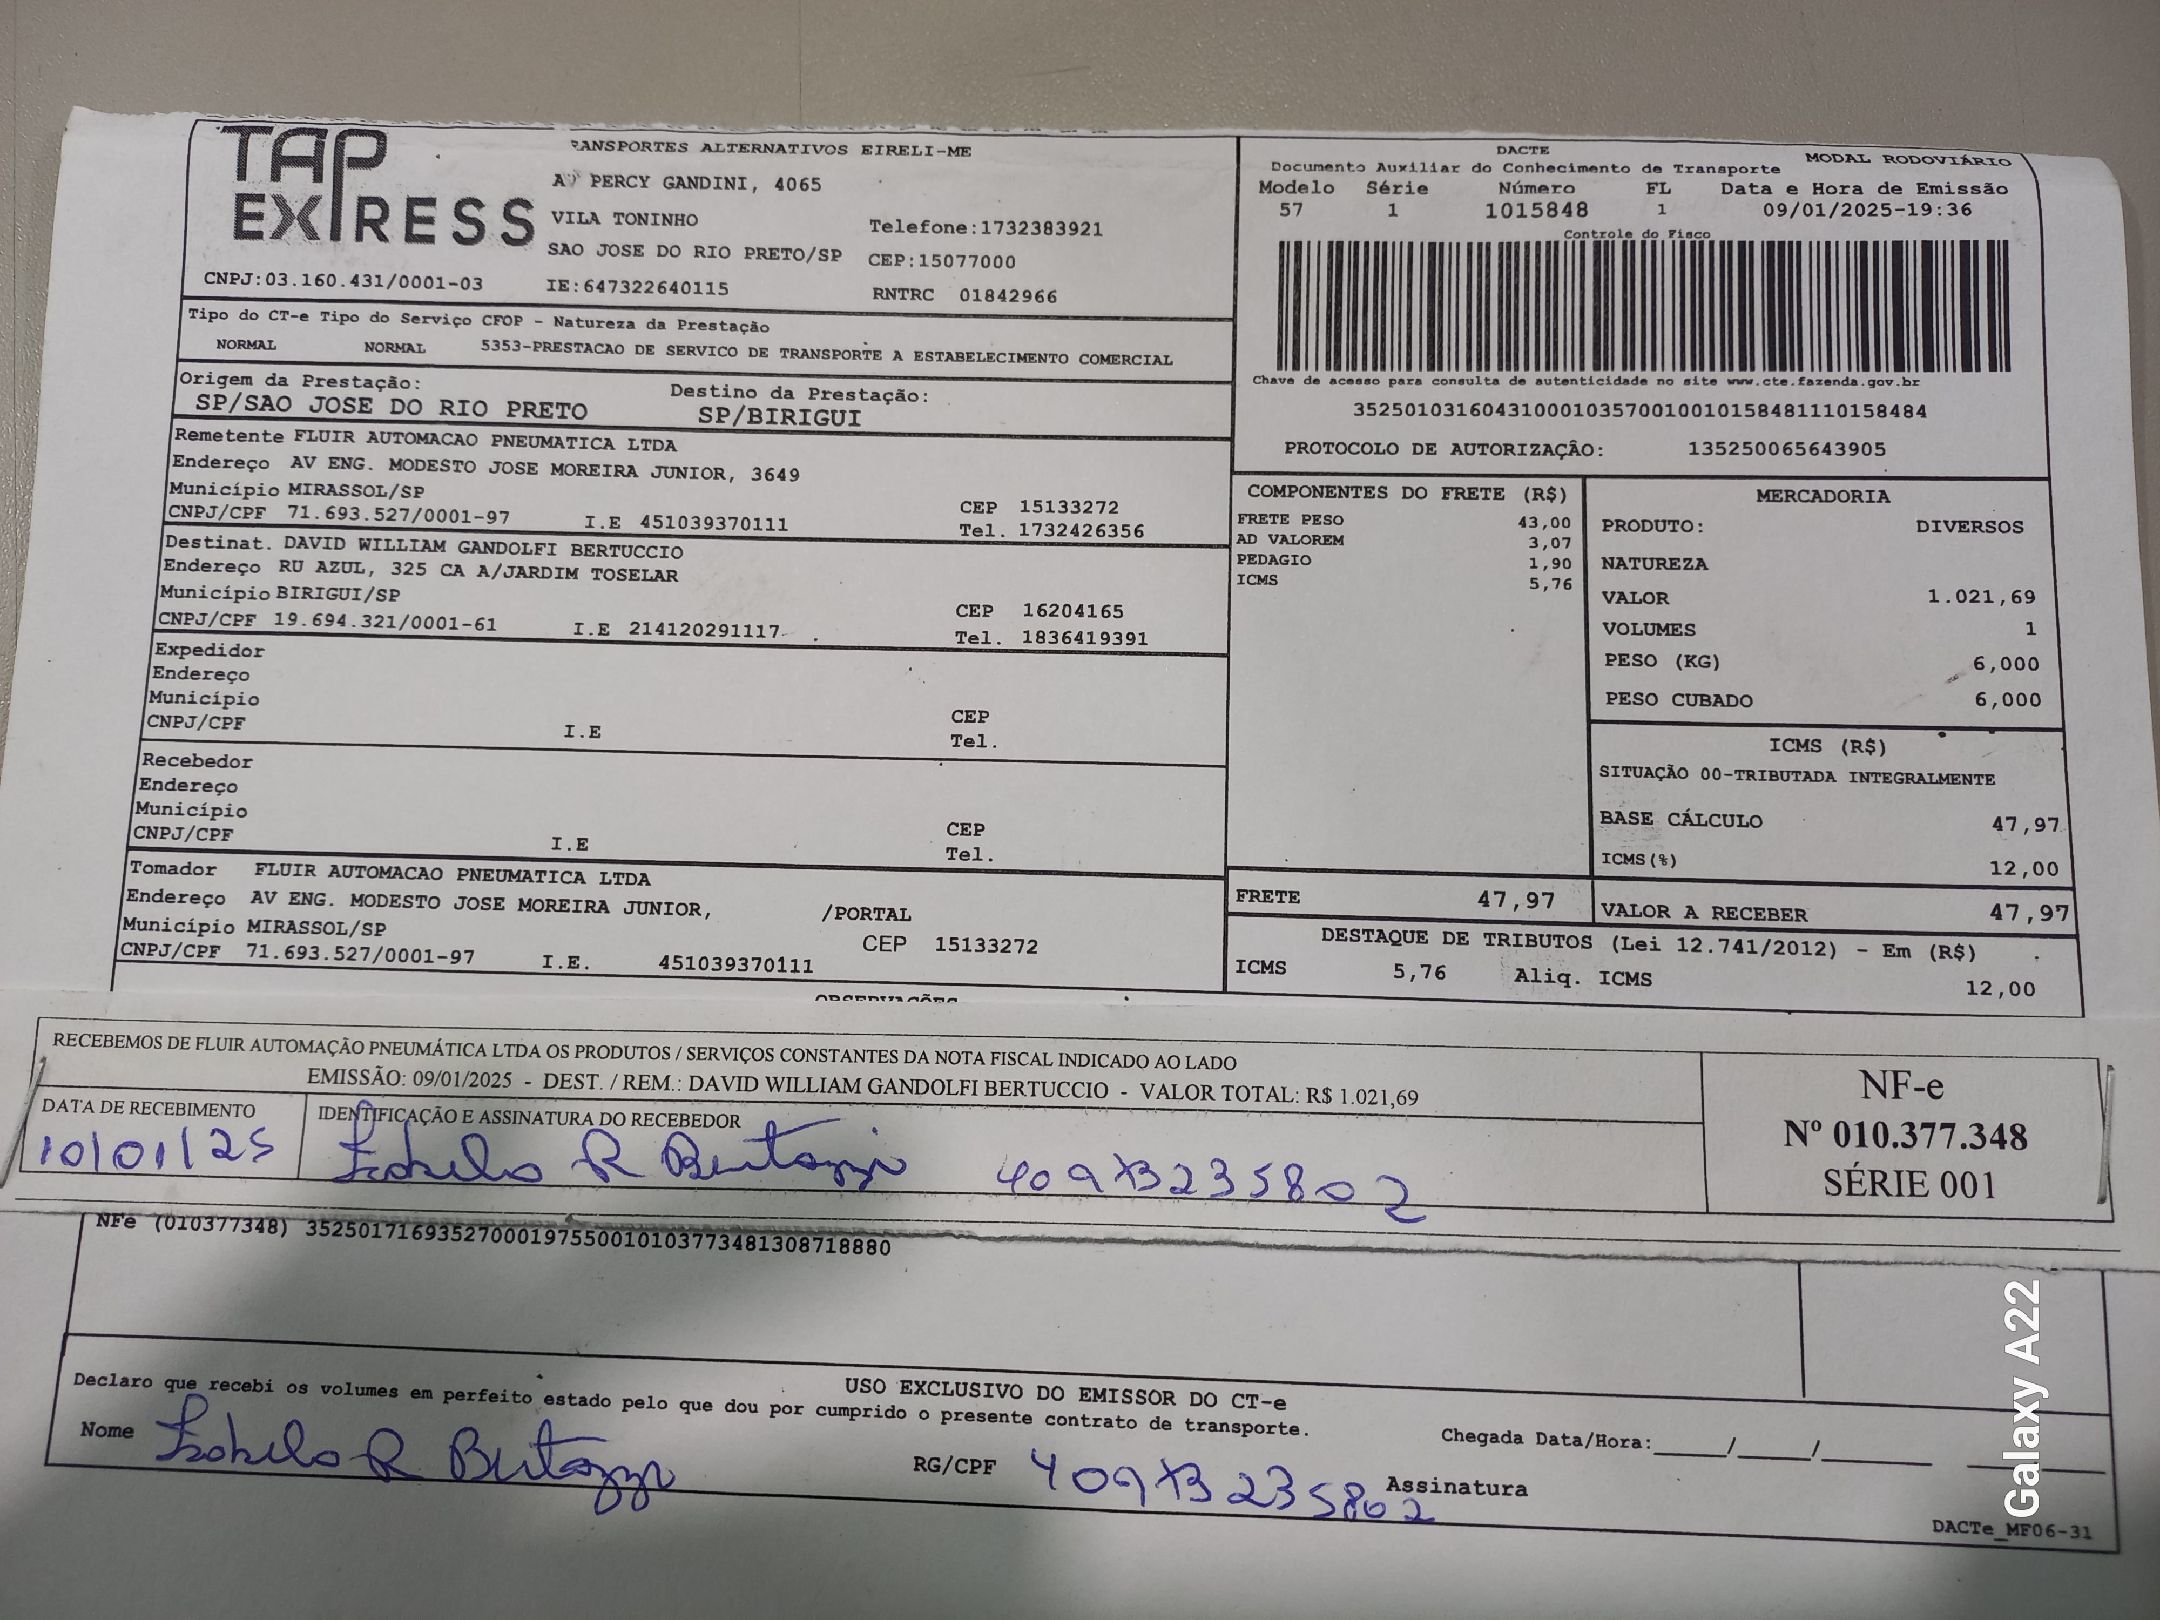 TAP EXPRESS
RANSPORTES ALTERNATIVOS EIRELI-ME
AV PERCY GANDINI, 4065
VILA TONINHO
Telefone:1732383921
SAO JOSE DO RIO PRETO/SP CEP:15077000
CNPJ:03.160.431/0001-03 IE:647322640115 RNTRC 01842966
DACTE
MODAL RODOVIÁRIO
Documento Auxiliar do Conhecimento de Transporte
Modelo Série Número FL Data e Hora de Emissão
57 1 1015848 1 09/01/2025-19:36
Controle do Fisco
Chave de acesso para consulta de autenticidade no site www.cte.fazenda.gov.br
35250103160431000103570010010158481110158484
PROTOCOLO DE AUTORIZAÇÃO: 135250065643905
Tipo do CT-e Tipo do Serviço CFOP - Natureza da Prestação
NORMAL NORMAL 5353-PRESTACAO DE SERVICO DE TRANSPORTE A ESTABELECIMENTO COMERCIAL
Origem da Prestação: Destino da Prestação:
SP/SAO JOSE DO RIO PRETO SP/BIRIGUI
Remetente FLUIR AUTOMACAO PNEUMATICA LTDA
Endereço AV ENG. MODESTO JOSE MOREIRA JUNIOR, 3649
Município MIRASSOL/SP CEP 15133272
CNPJ/CPF 71.693.527/0001-97 I.E 451039370111 Tel. 1732426356
Destinat. DAVID WILLIAM GANDOLFI BERTUCCIO
Endereço RU AZUL, 325 CA A/JARDIM TOSELAR
Município BIRIGUI/SP CEP 16204165
CNPJ/CPF 19.694.321/0001-61 I.E 214120291117 Tel. 1836419391
Expedidor
Endereço
Município CEP
CNPJ/CPF I.E Tel.
Recebedor
Endereço
Município CEP
CNPJ/CPF I.E Tel.
Tomador FLUIR AUTOMACAO PNEUMATICA LTDA
Endereço AV ENG. MODESTO JOSE MOREIRA JUNIOR, /PORTAL
Município MIRASSOL/SP CEP 15133272
CNPJ/CPF 71.693.527/0001-97 I.E. 451039370111
OBSERVAÇÕES
COMPONENTES DO FRETE (R$)
FRETE PESO 43,00
AD VALOREM 3,07
PEDAGIO 1,90
ICMS 5,76
MERCADORIA
PRODUTO: DIVERSOS
NATUREZA
VALOR 1.021,69
VOLUMES 1
PESO (KG) 6,000
PESO CUBADO 6,000
ICMS (R$)
SITUAÇÃO 00-TRIBUTADA INTEGRALMENTE
BASE CÁLCULO 47,97
ICMS(%) 12,00
FRETE 47,97 VALOR A RECEBER 47,97
DESTAQUE DE TRIBUTOS (Lei 12.741/2012) - Em (R$)
ICMS 5,76 Aliq. ICMS 12,00
RECEBEMOS DE FLUIR AUTOMAÇÃO PNEUMÁTICA LTDA OS PRODUTOS / SERVIÇOS CONSTANTES DA NOTA FISCAL INDICADO AO LADO
EMISSÃO: 09/01/2025 - DEST. / REM.: DAVID WILLIAM GANDOLFI BERTUCCIO - VALOR TOTAL: R$ 1.021,69
DATA DE RECEBIMENTO IDENTIFICAÇÃO E ASSINATURA DO RECEBEDOR
10/01/25 R
NF-e
Nº 010.377.348
SÉRIE 001
NFe (010377348) 35250171693527000197550010103773481308718880
USO EXCLUSIVO DO EMISSOR DO CT-e
Declaro que recebi os volumes em perfeito estado pelo que dou por cumprido o presente contrato de transporte.
Nome R RG/CPF Assinatura
Chegada Data/Hora:_____/_____/_______ _______
DACTe_MF06-31
Galaxy A22